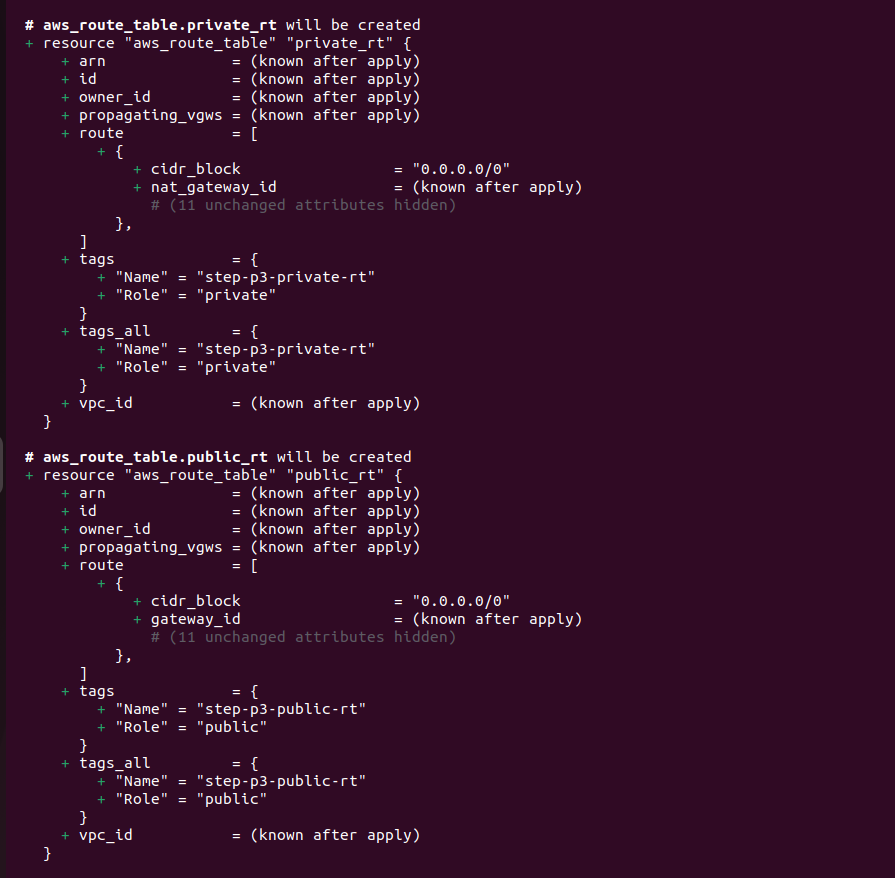 # aws_route_table.private_rt will be created
+ resource "aws_route_table" "private_rt" {
    + arn              = (known after apply)
    + id               = (known after apply)
    + owner_id         = (known after apply)
    + propagating_vgws = (known after apply)
    + route            = [
        + {
            + cidr_block                 = "0.0.0.0/0"
            + nat_gateway_id             = (known after apply)
              # (11 unchanged attributes hidden)
          },
      ]
    + tags             = {
        + "Name" = "step-p3-private-rt"
        + "Role" = "private"
      }
    + tags_all         = {
        + "Name" = "step-p3-private-rt"
        + "Role" = "private"
      }
    + vpc_id           = (known after apply)
  }

# aws_route_table.public_rt will be created
+ resource "aws_route_table" "public_rt" {
    + arn              = (known after apply)
    + id               = (known after apply)
    + owner_id         = (known after apply)
    + propagating_vgws = (known after apply)
    + route            = [
        + {
            + cidr_block                 = "0.0.0.0/0"
            + gateway_id                 = (known after apply)
              # (11 unchanged attributes hidden)
          },
      ]
    + tags             = {
        + "Name" = "step-p3-public-rt"
        + "Role" = "public"
      }
    + tags_all         = {
        + "Name" = "step-p3-public-rt"
        + "Role" = "public"
      }
    + vpc_id           = (known after apply)
  }